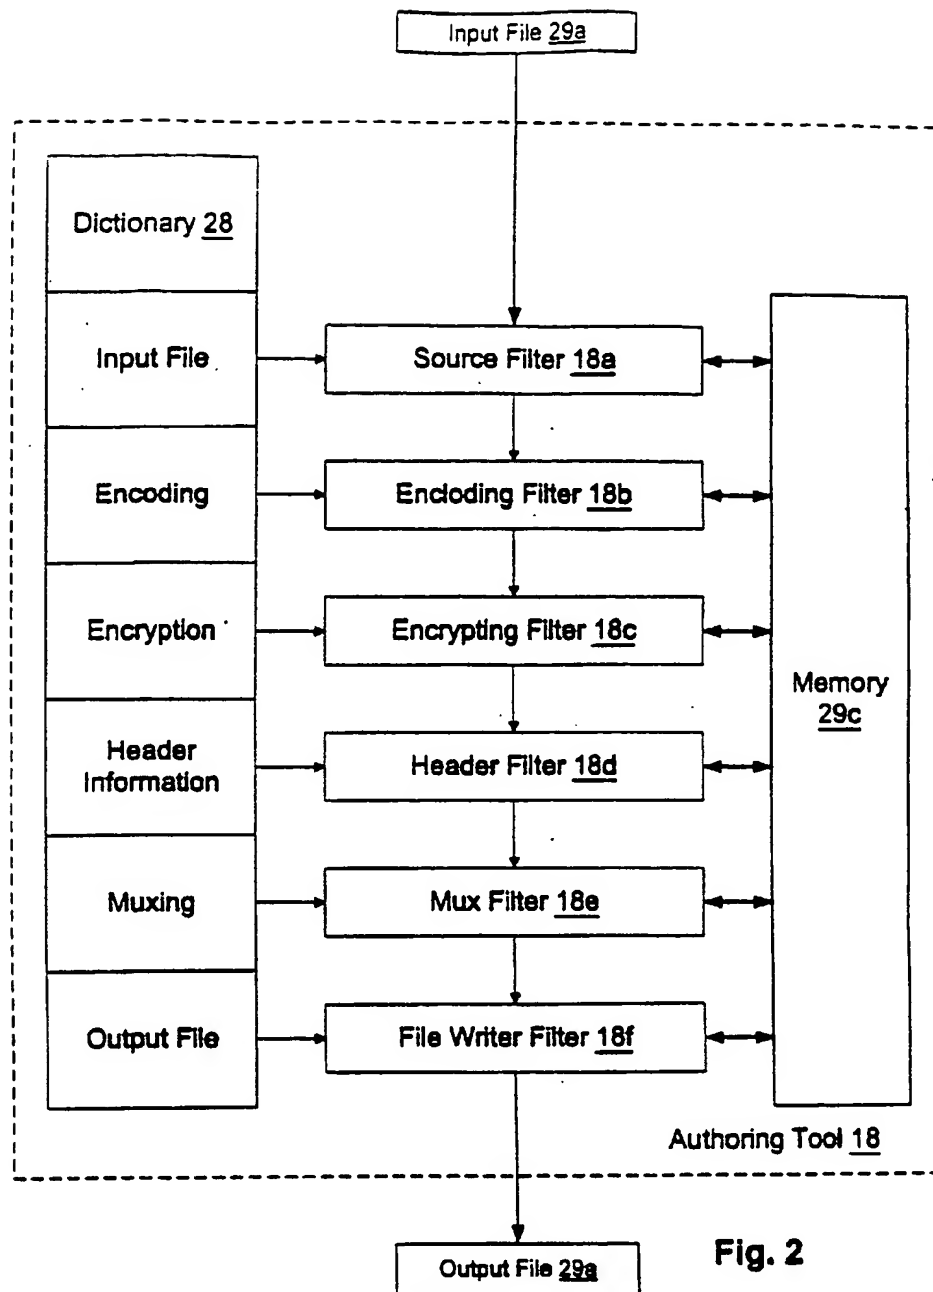 Input File 29a
Dictionary 28
Input File
Source Filter 18a
Encoding
Encloding Filter 18b
Encryption
Encrypting Filter 18c
Memory
29c
Header
Information
Header Filter 18d
Muxing
Mux Filter 18e
Output File
File Writer Filter 18f
Authoring Tool 18
Output File 29a
Fig. 2